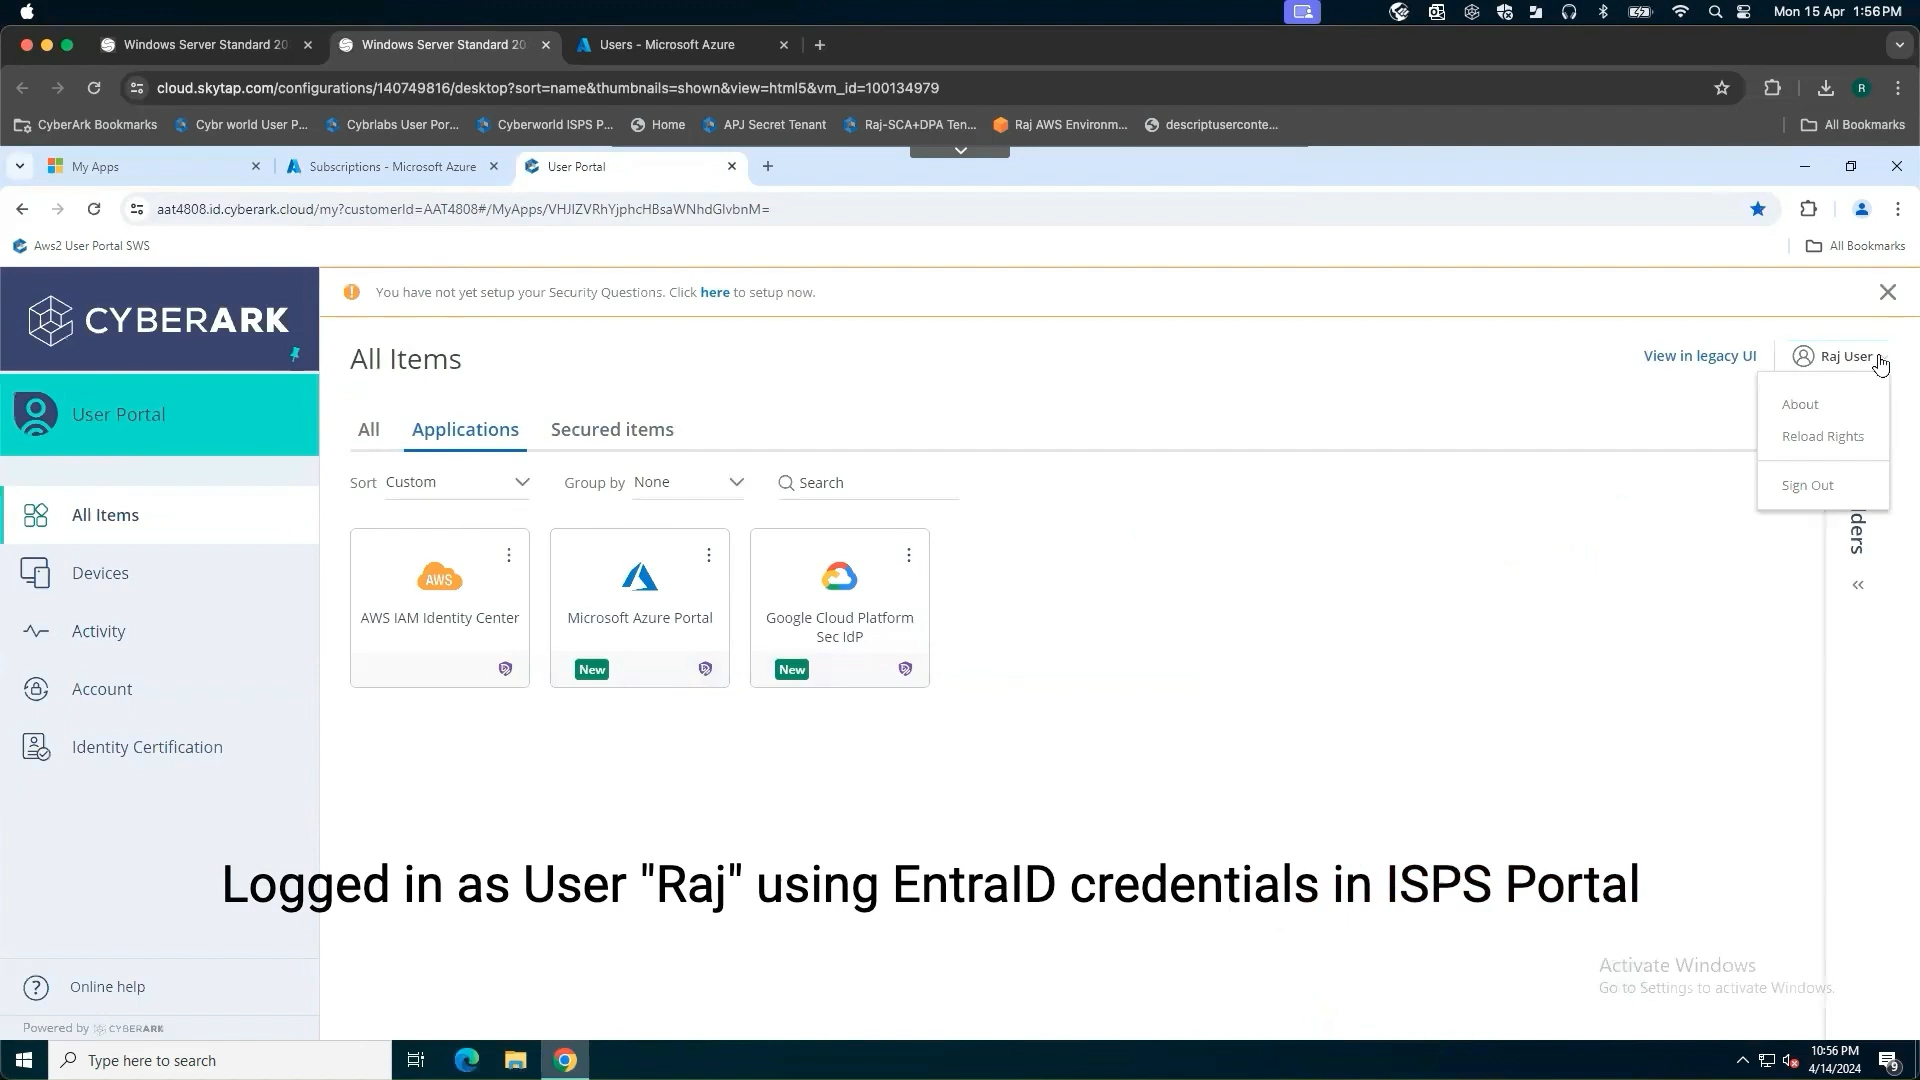 Mon 15 Apr 1:56PM
Windows Server Standard 20
Windows Server Standard 20
Users - Microsoft Azure
cloud.skytap.com/configurations/140749816/desktop?sort=name&thumbnails=shown&view=html5&vm_id=100134979
R
CyberArk Bookmarks
Cybr world User P...
Cybrlabs User Por...
Cyberworld ISPS P...
Home
APJ Secret Tenant
Raj-SCA+DPA Ten...
Raj AWS Environm...
descriptuserconte...
All Bookmarks
My Apps
Subscriptions - Microsoft Azure
User Portal
aat4808.id.cyberark.cloud/my?customerId=AAT4808#/MyApps/VHJIZVRhYjphcHBsaWNhdGlvbnM=
Aws2 User Portal SWS
All Bookmarks
CYBERARK
You have not yet setup your Security Questions. Click here to setup now.
All Items
View in legacy UI
Raj User
About
Reload Rights
Sign Out
User Portal
All
Applications
Secured items
Sort Custom
Group by None
Search
All Items
Devices
Activity
Account
Identity Certification
AWS
AWS IAM Identity Center
Microsoft Azure Portal
New
Google Cloud Platform
Sec IdP
New
ders
Logged in as User "Raj" using EntraID credentials in ISPS Portal
Activate Windows
Go to Settings to activate Windows.
Online help
Powered by CYBERARK
Type here to search
10:56 PM
4/14/2024
9